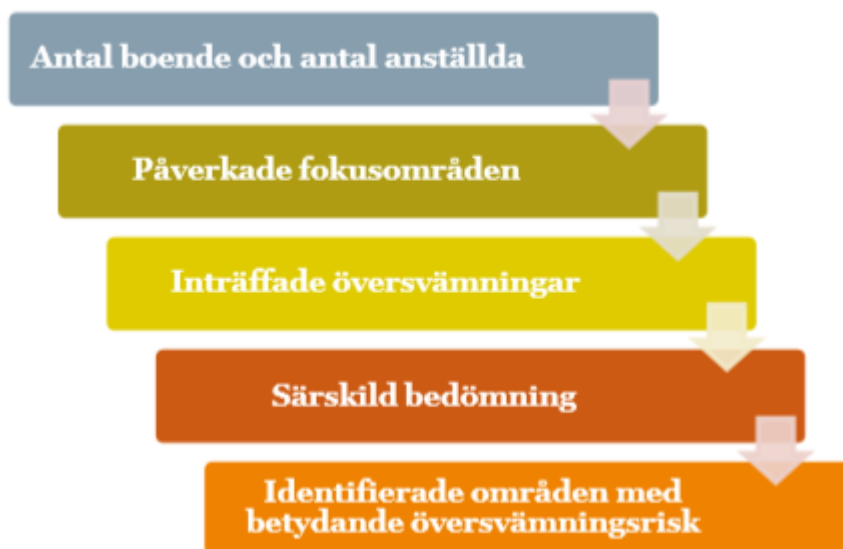 Antal boende och antal anställda
Påverkade fokusområden
Inträffade översvämningar
Särskild bedömning
Identifierade områden med
betydande översvämningsrisk